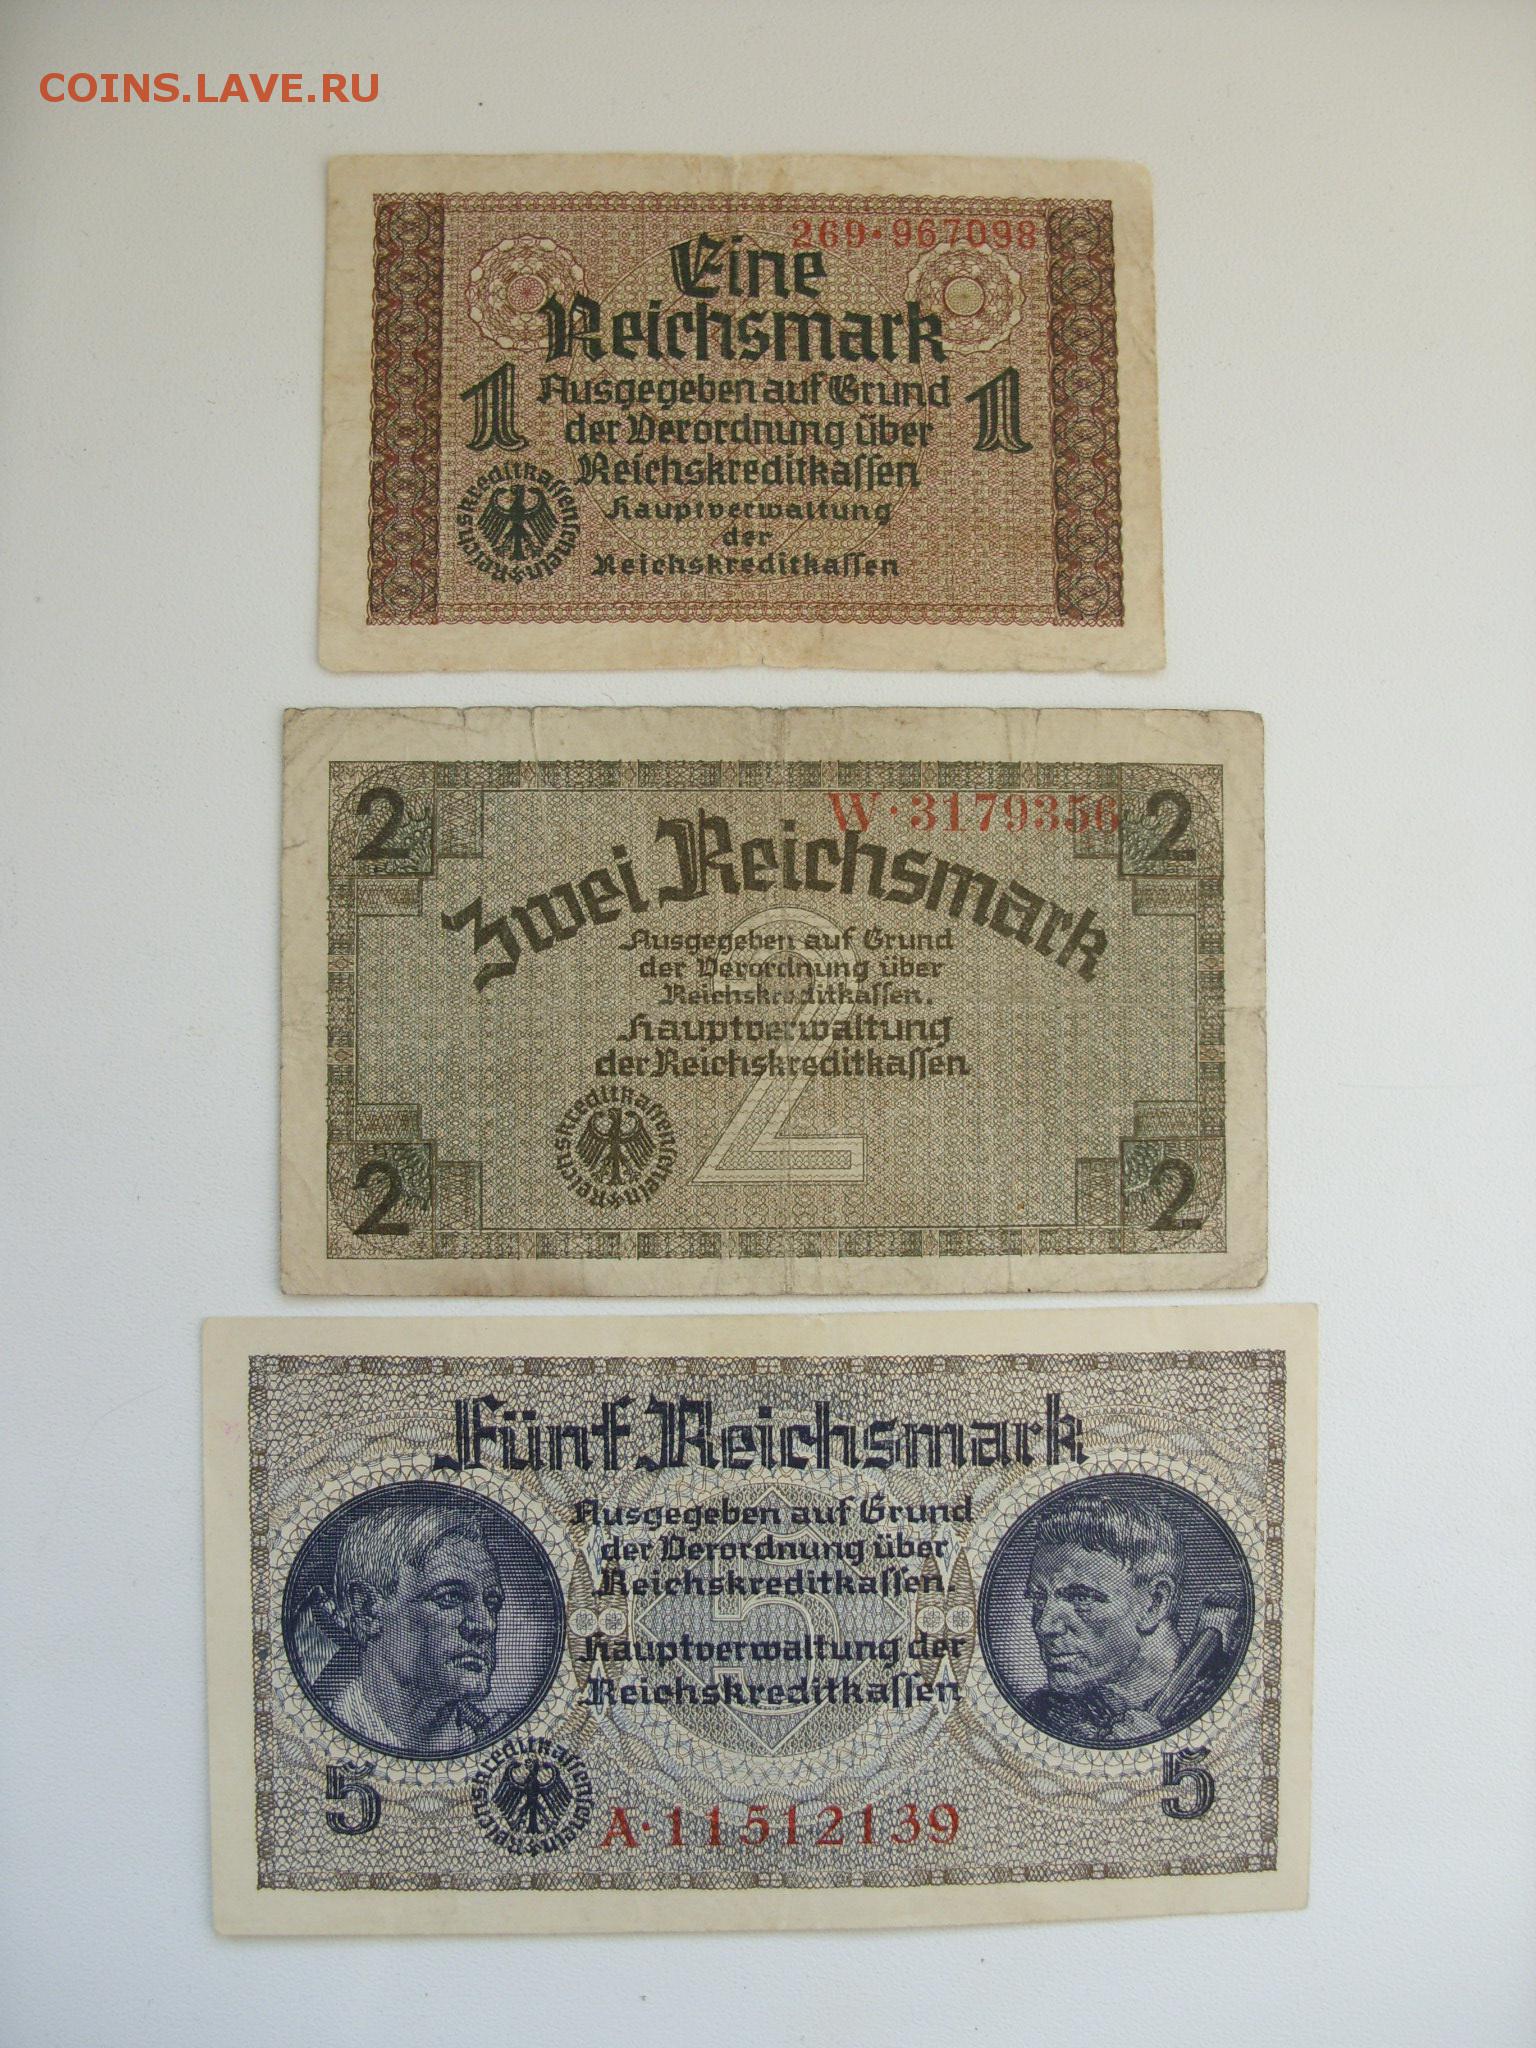 COINS.LAVE.RU
269·967098
Eine
Reichsmark
1 1
Ausgegeben auf Grund
der Verordnung über
Reichskreditkassen
Hauptverwaltung
der
Reichskreditkassen
Reichskreditkassenschein
2 2
W·3179356
Zwei Reichsmark
Ausgegeben auf Grund
der Verordnung über
Reichskreditkassen.
Hauptverwaltung
der Reichskreditkassen
2
Reichskreditkassenschein
2 2
Fünf Reichsmark
Ausgegeben auf Grund
der Verordnung über
Reichskreditkassen.
5
Hauptverwaltung der
Reichskreditkassen
5 5
Reichskreditkassenschein
A·11512139